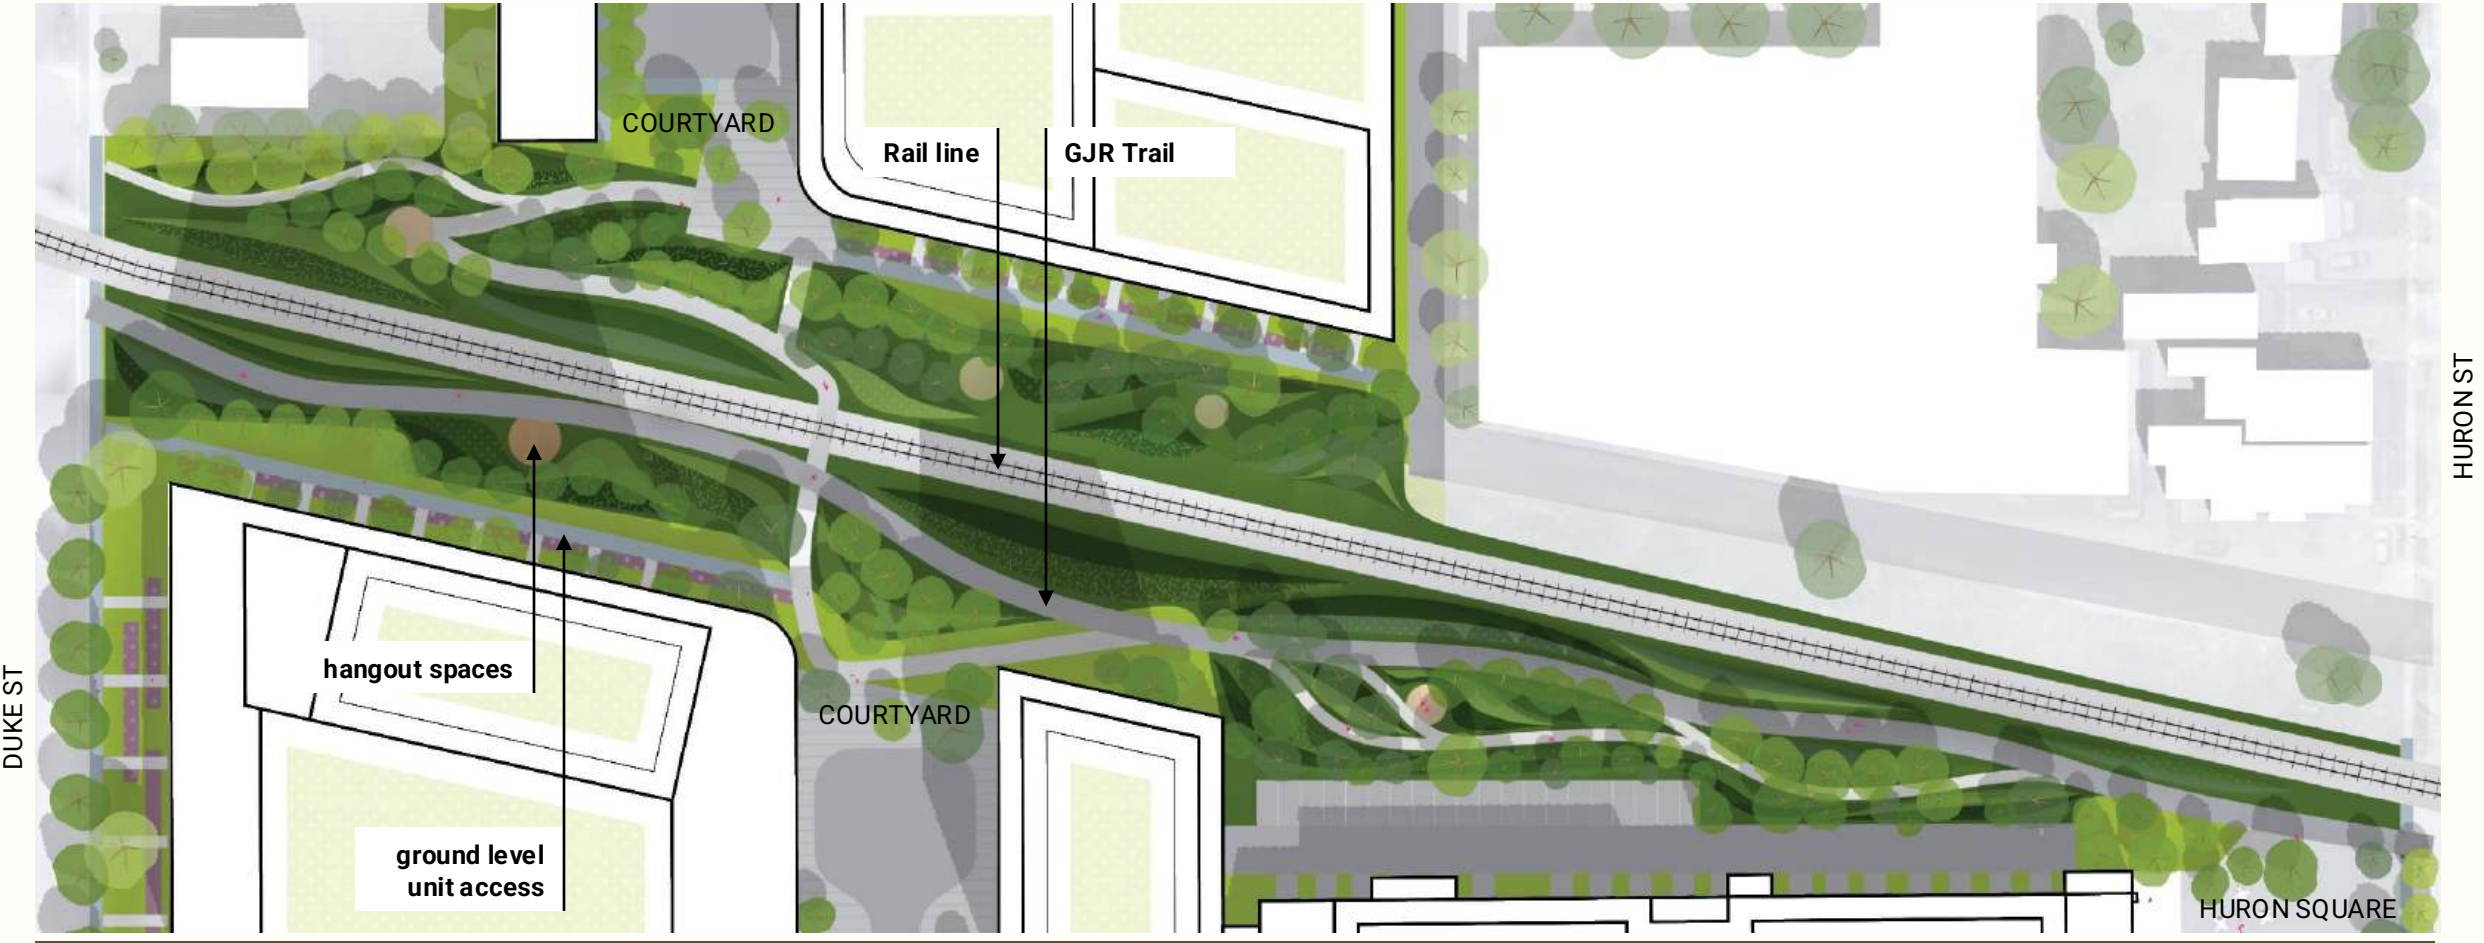 COURTYARD
Rail line
GJR Trail
HURON ST
DUKE ST
hangout spaces
COURTYARD
ground level
unit access
HURON SQUARE